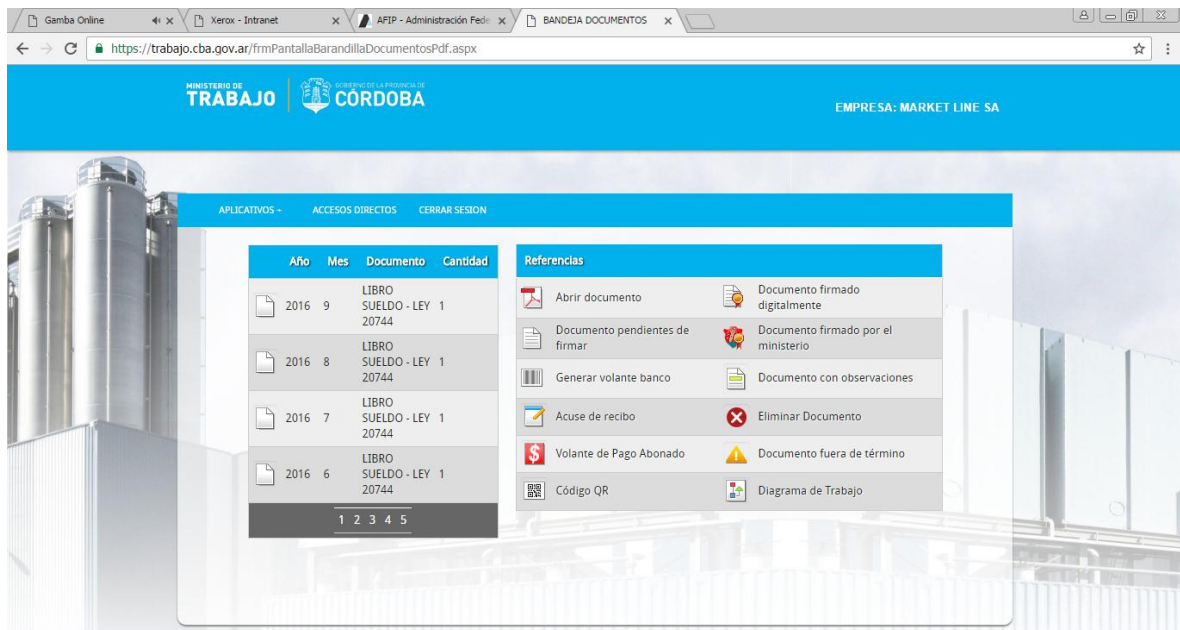 Gamba Online
Xerox - Intranet
AFIP - Administración Fede
BANDEJA DOCUMENTOS
https://trabajo.cba.gov.ar/frmPantallaBarandillaDocumentosPdf.aspx
MINISTERIO DE
TRABAJO
GOBIERNO DE LA PROVINCIA DE
CÓRDOBA
EMPRESA: MARKET LINE SA
APLICATIVOS
ACCESOS DIRECTOS
CERRAR SESION
Año Mes Documento Cantidad
2016 9 LIBRO
SUELDO - LEY 1
20744
2016 8 LIBRO
SUELDO - LEY 1
20744
2016 7 LIBRO
SUELDO - LEY 1
20744
2016 6 LIBRO
SUELDO - LEY 1
20744
1 2 3 4 5
Referencias
Abrir documento
Documento firmado
digitalmente
Documento pendientes de
firmar
Documento firmado por el
ministerio
Generar volante banco
Documento con observaciones
Acuse de recibo
Eliminar Documento
Volante de Pago Abonado
Documento fuera de término
Código QR
Diagrama de Trabajo